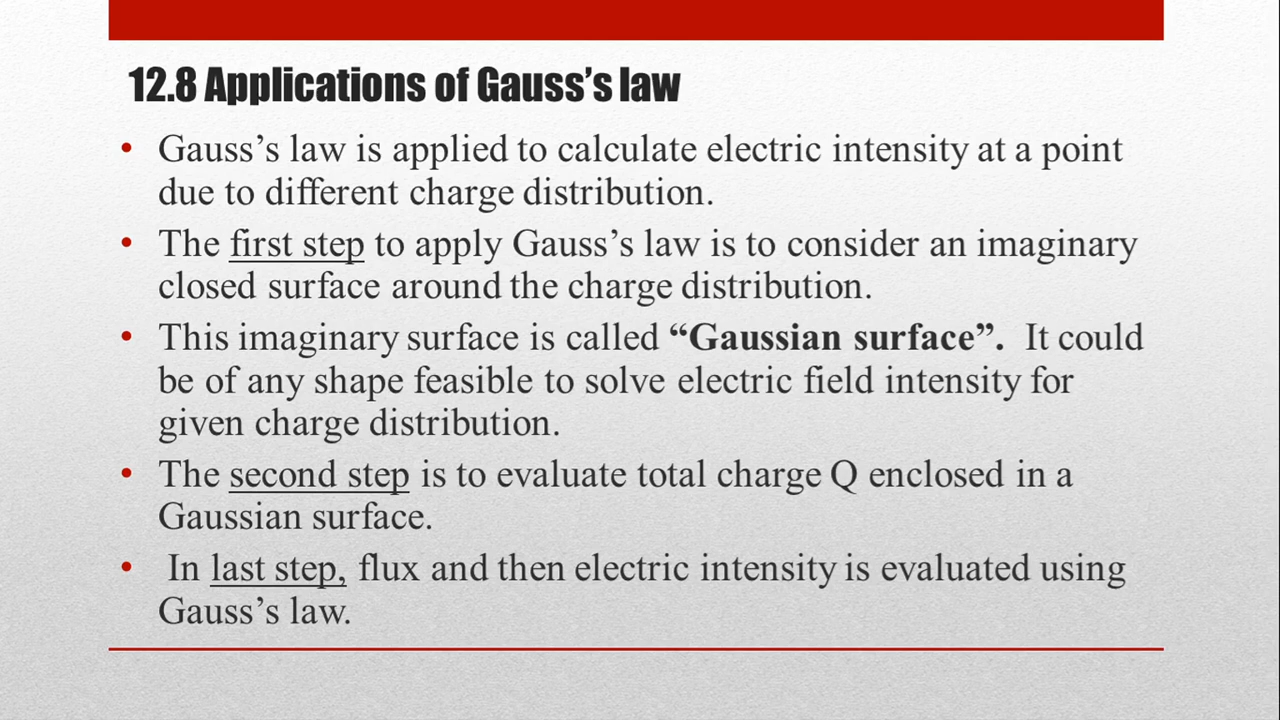 12.8 Applications of Gauss’s law
• Gauss’s law is applied to calculate electric intensity at a point
due to different charge distribution.
• The first step to apply Gauss’s law is to consider an imaginary
closed surface around the charge distribution.
• This imaginary surface is called “Gaussian surface”. It could
be of any shape feasible to solve electric field intensity for
given charge distribution.
• The second step is to evaluate total charge Q enclosed in a
Gaussian surface.
• In last step, flux and then electric intensity is evaluated using
Gauss’s law.